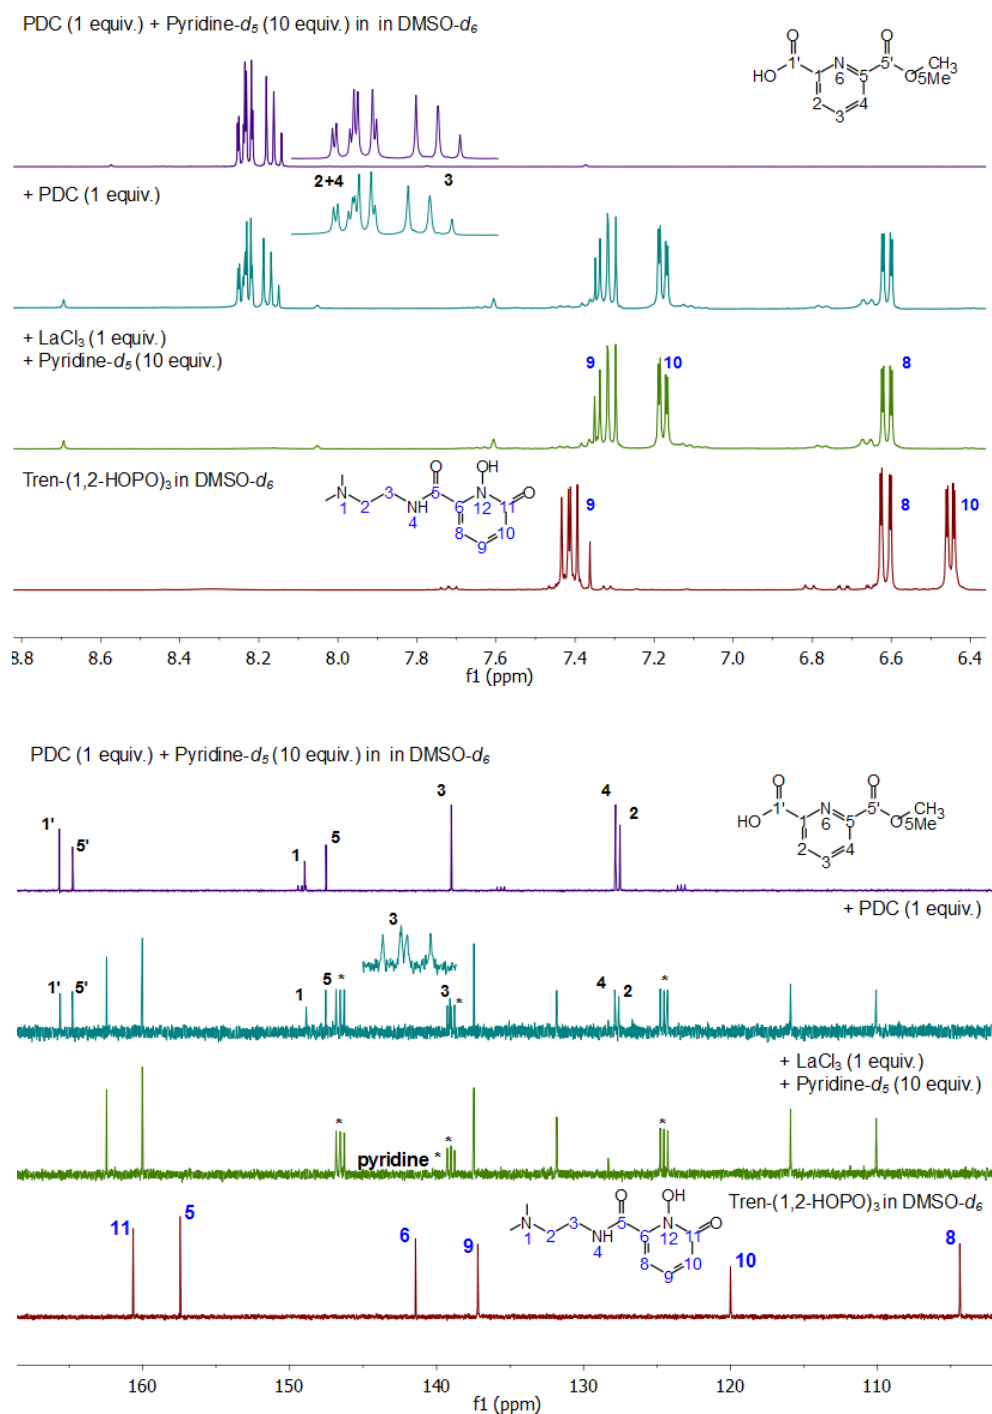 PDC (1 equiv.) + Pyridine-d5 (10 equiv.) in in DMSO-d6
O
O
1'
N
5'
CH3
HO
1
6
5
O
5Me
2
4
3
2+4
3
+ PDC (1 equiv.)
+ LaCl3 (1 equiv.)
+ Pyridine-d5 (10 equiv.)
9
10
8
Tren-(1,2-HOPO)3 in DMSO-d6
O
OH
3
5
N
O
N
1
2
NH
4
6
12
11
8
10
9
9
8
10
8.8
8.6
8.4
8.2
8.0
7.8
7.6
7.4
7.2
7.0
6.8
6.6
6.4
f1 (ppm)
PDC (1 equiv.) + Pyridine-d5 (10 equiv.) in in DMSO-d6
O
O
1'
N
5'
CH3
HO
1
6
5
O
5Me
2
4
3
1'
5'
1
5
3
4
2
+ PDC (1 equiv.)
3
1'
5'
1
5
*
3
*
4
2
*
+ LaCl3 (1 equiv.)
+ Pyridine-d5 (10 equiv.)
*
*
*
pyridine *
Tren-(1,2-HOPO)3 in DMSO-d6
O
OH
3
5
N
O
N
1
2
NH
4
6
12
11
8
10
9
11
5
6
9
10
8
160
150
140
130
120
110
f1 (ppm)